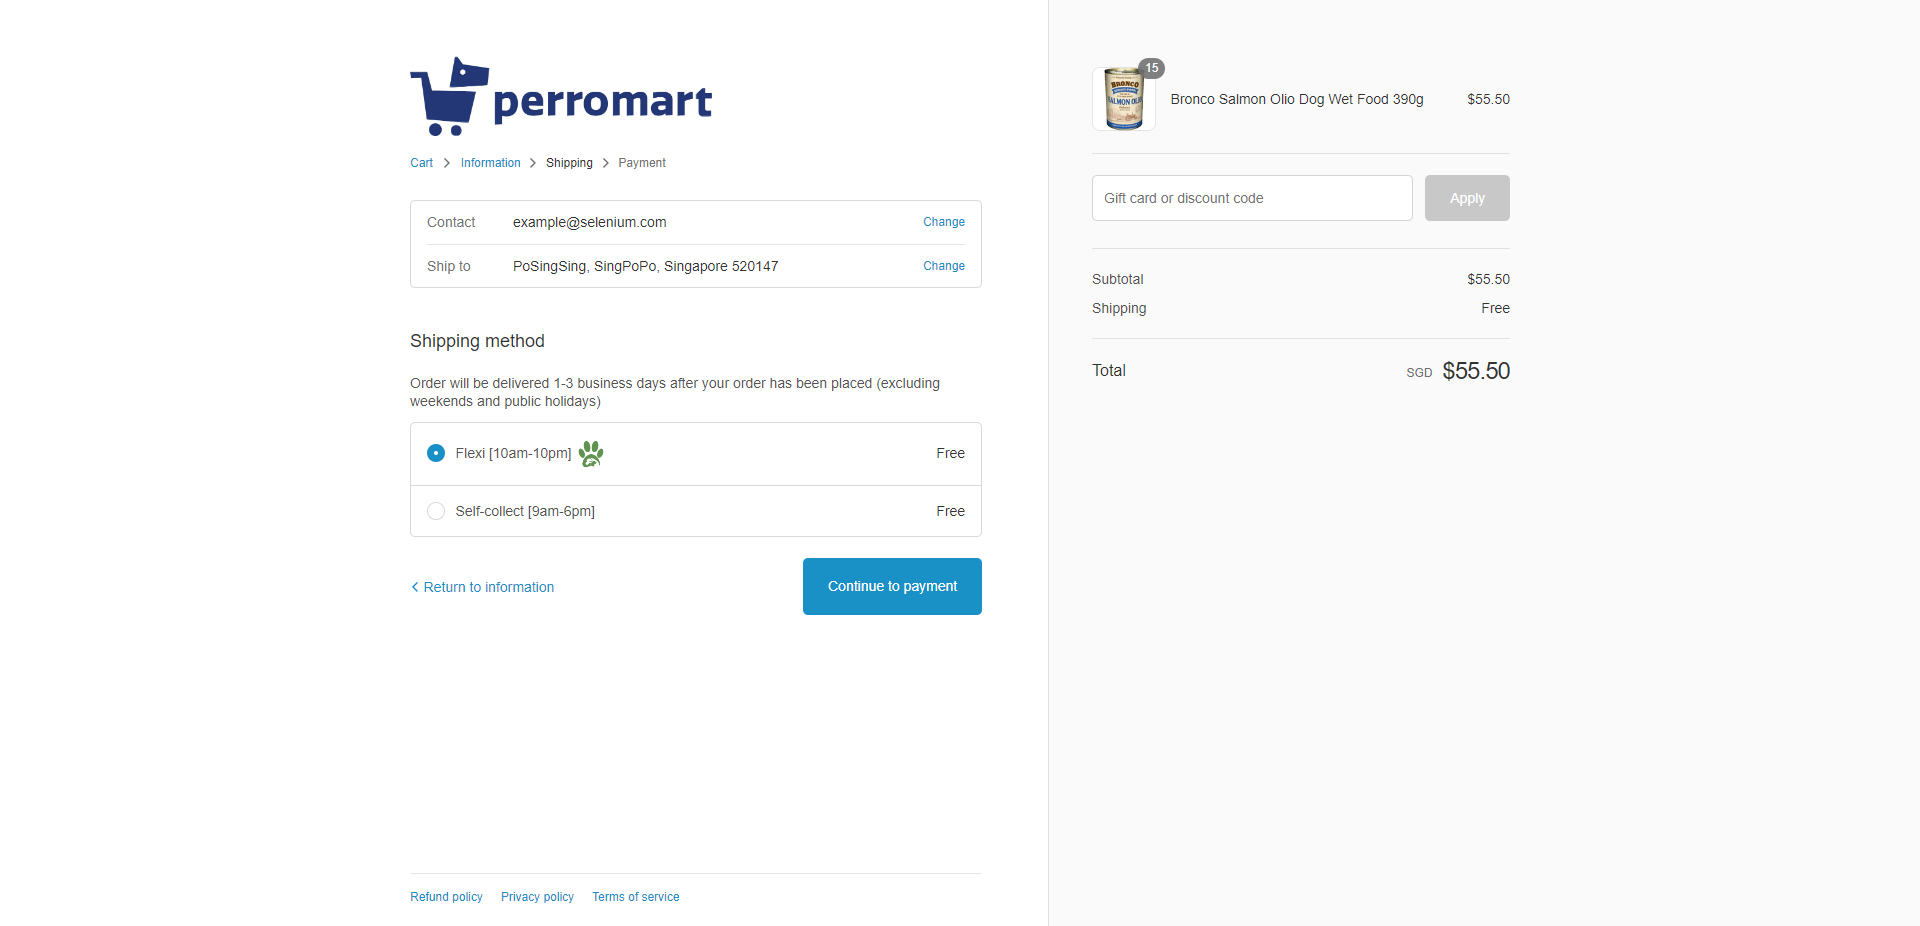 perromart
Cart > Information > Shipping > Payment
Contact example@selenium.com Change
Ship to PoSingSing, SingPoPo, Singapore 520147 Change
Shipping method
Order will be delivered 1-3 business days after your order has been placed (excluding
weekends and public holidays)
Flexi [10am-10pm] Free
Self-collect [9am-6pm] Free
Return to information
Continue to payment
Refund policy Privacy policy Terms of service
15
BRONCO
SALMON OLIO
Bronco Salmon Olio Dog Wet Food 390g $55.50
Gift card or discount code Apply
Subtotal $55.50
Shipping Free
Total SGD $55.50